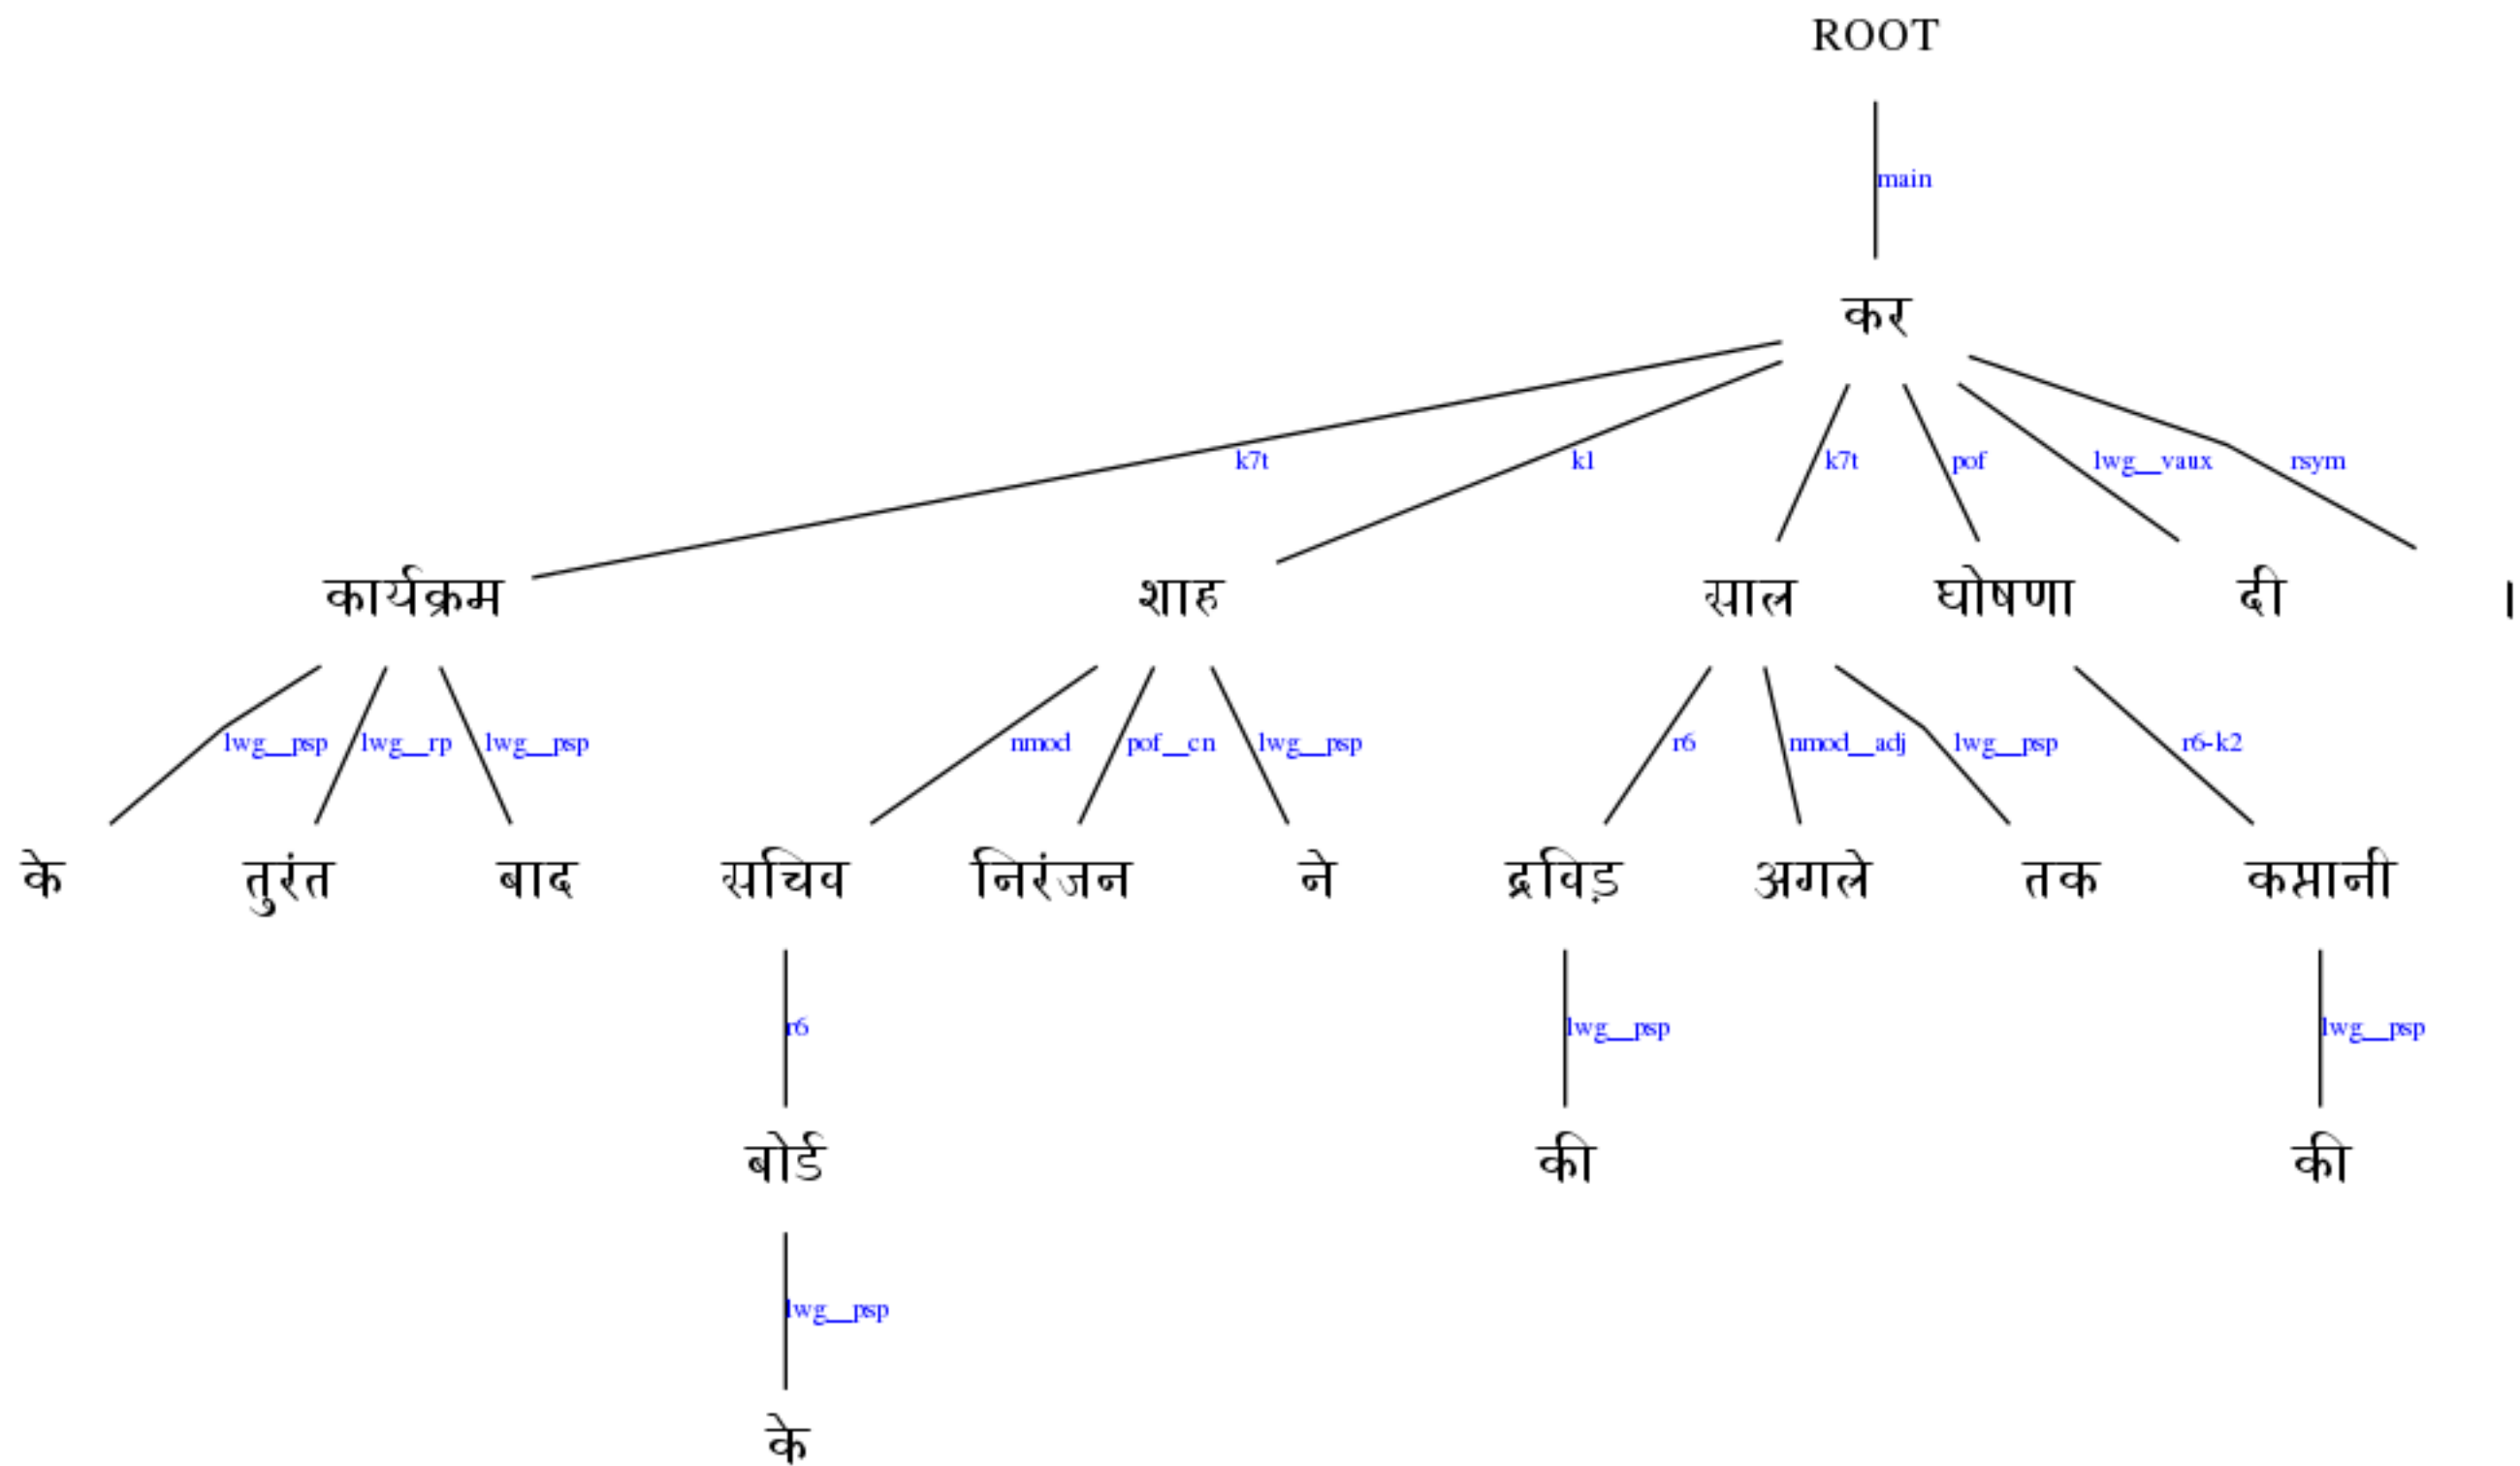 ROOT
main
कर
k7t k1 k7t pof lwg__vaux rsym
कार्यक्रम शाह साल घोषणा दी ।
lwg__psp lwg__rp lwg__psp nmod pof__cn lwg__psp r6 nmod__adj lwg__psp r6-k2
के तुरंत बाद सचिव निरंजन ने द्रविड़ अगले तक कप्तानी
r6 lwg__psp lwg__psp
बोर्ड की की
lwg__psp
के